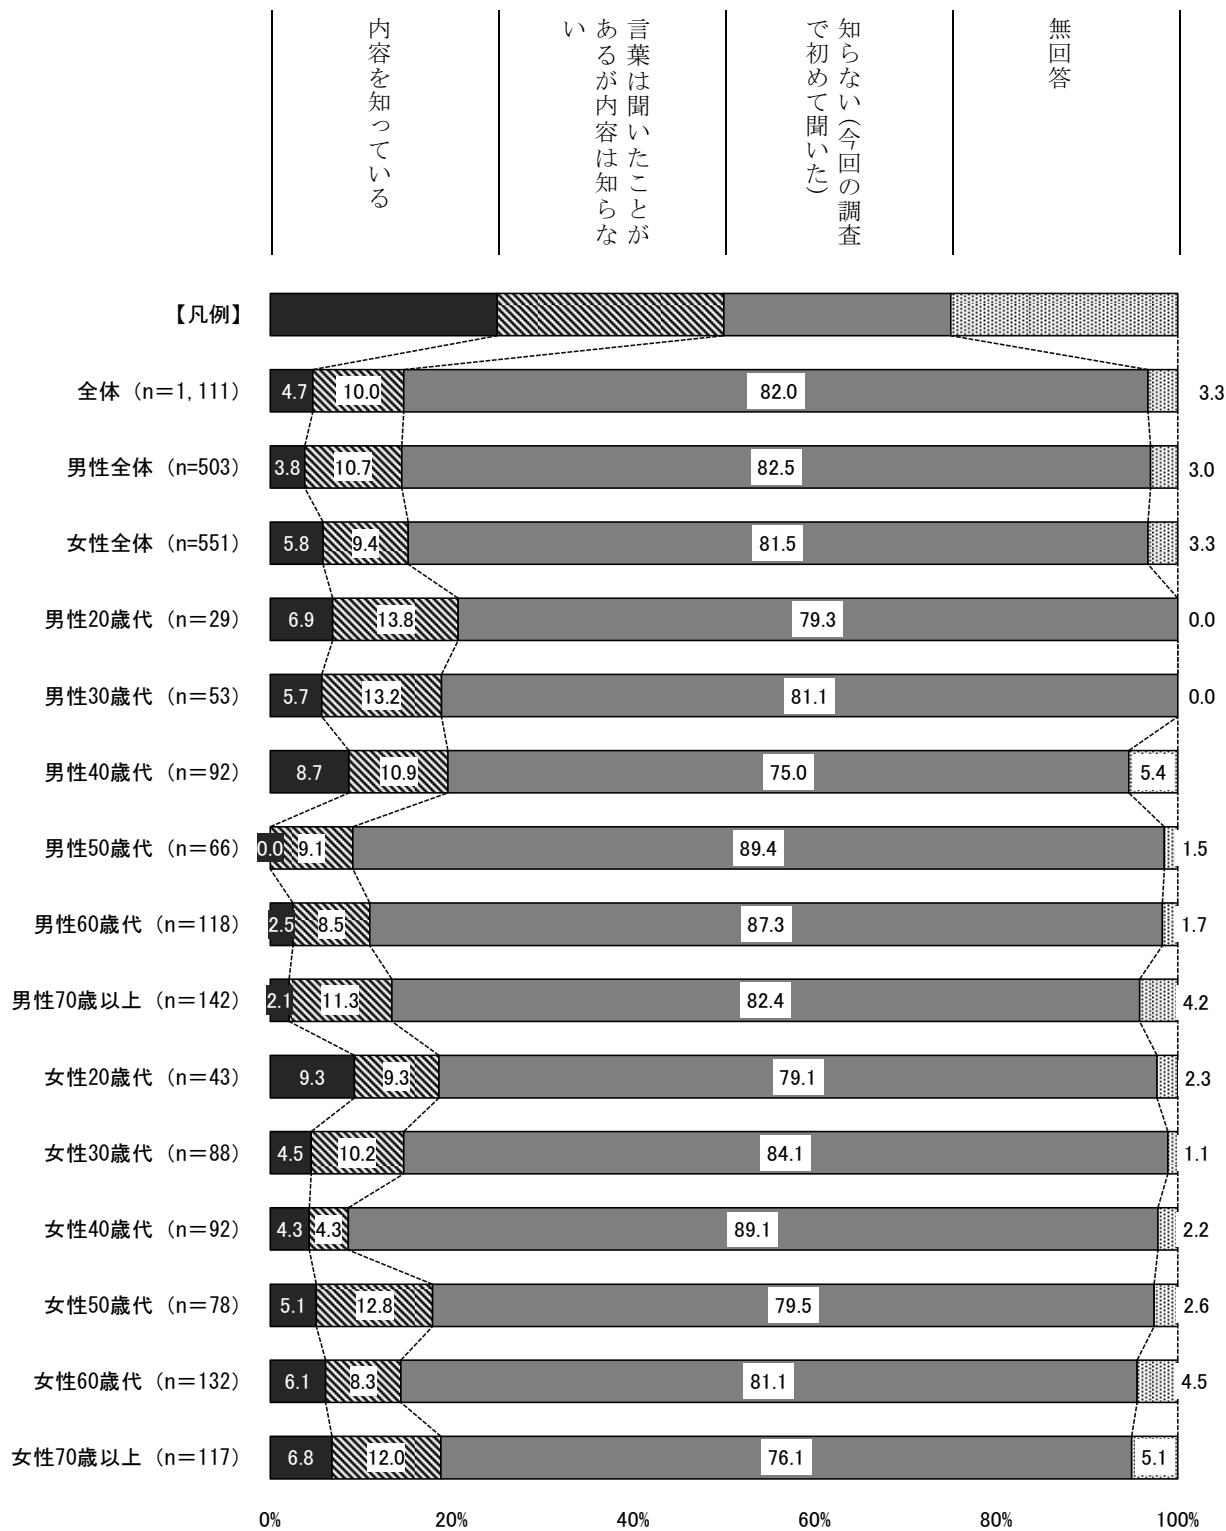 内容を知っている
言葉は聞いたことが
あるが内容は知らな
い
知らない(今回の調査
で初めて聞いた)
無回答
【凡例】
全体 (n=1,111) 4.7 10.0 82.0 3.3
男性全体 (n=503) 3.8 10.7 82.5 3.0
女性全体 (n=551) 5.8 9.4 81.5 3.3
男性20歳代 (n=29) 6.9 13.8 79.3 0.0
男性30歳代 (n=53) 5.7 13.2 81.1 0.0
男性40歳代 (n=92) 8.7 10.9 75.0 5.4
男性50歳代 (n=66) 0.0 9.1 89.4 1.5
男性60歳代 (n=118) 2.5 8.5 87.3 1.7
男性70歳以上 (n=142) 2.1 11.3 82.4 4.2
女性20歳代 (n=43) 9.3 9.3 79.1 2.3
女性30歳代 (n=88) 4.5 10.2 84.1 1.1
女性40歳代 (n=92) 4.3 4.3 89.1 2.2
女性50歳代 (n=78) 5.1 12.8 79.5 2.6
女性60歳代 (n=132) 6.1 8.3 81.1 4.5
女性70歳以上 (n=117) 6.8 12.0 76.1 5.1
0% 20% 40% 60% 80% 100%